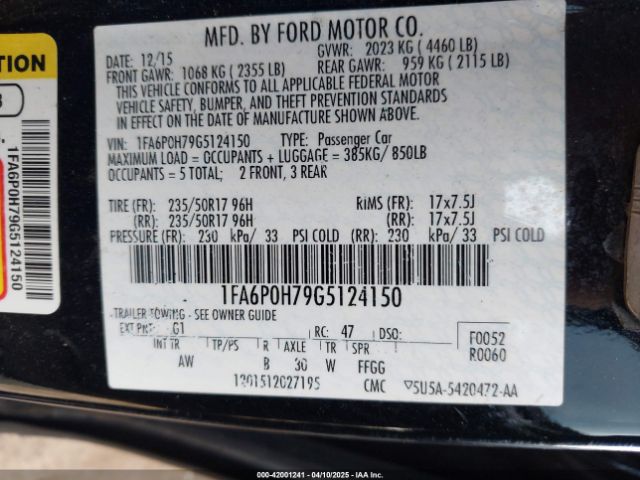 MFD. BY FORD MOTOR CO.
DATE: 12/15
GVWR: 2023 KG ( 4460 LB)
FRONT GAWR: 1068 KG ( 2355 LB)
REAR GAWR: 959 KG ( 2115 LB)
THIS VEHICLE CONFORMS TO ALL APPLICABLE FEDERAL MOTOR
VEHICLE SAFETY, BUMPER, AND THEFT PREVENTION STANDARDS
IN EFFECT ON THE DATE OF MANUFACTURE SHOWN ABOVE.
VIN: 1FA6P0H79G5124150 TYPE: Passenger Car
MAXIMUM LOAD = OCCUPANTS + LUGGAGE = 385KG/ 850LB
OCCUPANTS = 5 TOTAL; 2 FRONT, 3 REAR
TIRE (FR): 235/50R17 96H RIMS (FR): 17x7.5J
(RR): 235/50R17 96H (RR): 17x7.5J
PRESSURE (FR): 230 kPa/ 33 PSI COLD (RR): 230 kPa/ 33 PSI COLD
1FA6P0H79G5124150
TRAILER TOWING - SEE OWNER GUIDE
EXT PNT: G1 RC: 47 DSO:
F0052
R0060
INT TR TP/PS R AXLE TR SPR
AW B 30 W FFGG
1301512027195 CMC 5U5A-5420472-AA
TION
1FA6P0H79G5124150
000-42001241 - 04/10/2025 - IAAI.COM